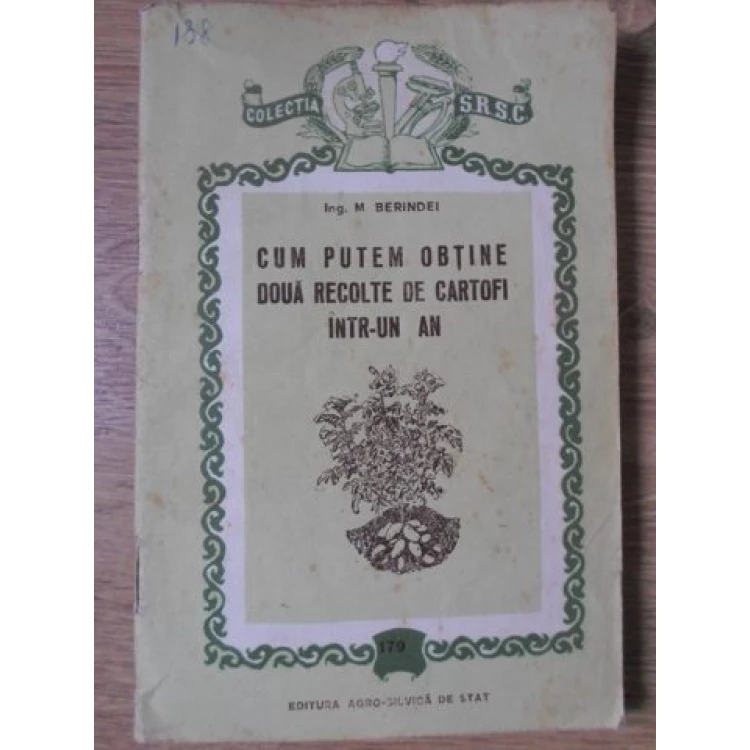 138
COLECTIA S.R.S.C.
Ing. M BERINDEI
CUM PUTEM OBȚINE
DOUĂ RECOLTE DE CARTOFI
ÎNTR-UN AN
179
EDITURA AGRO-SILVICĂ DE STAT